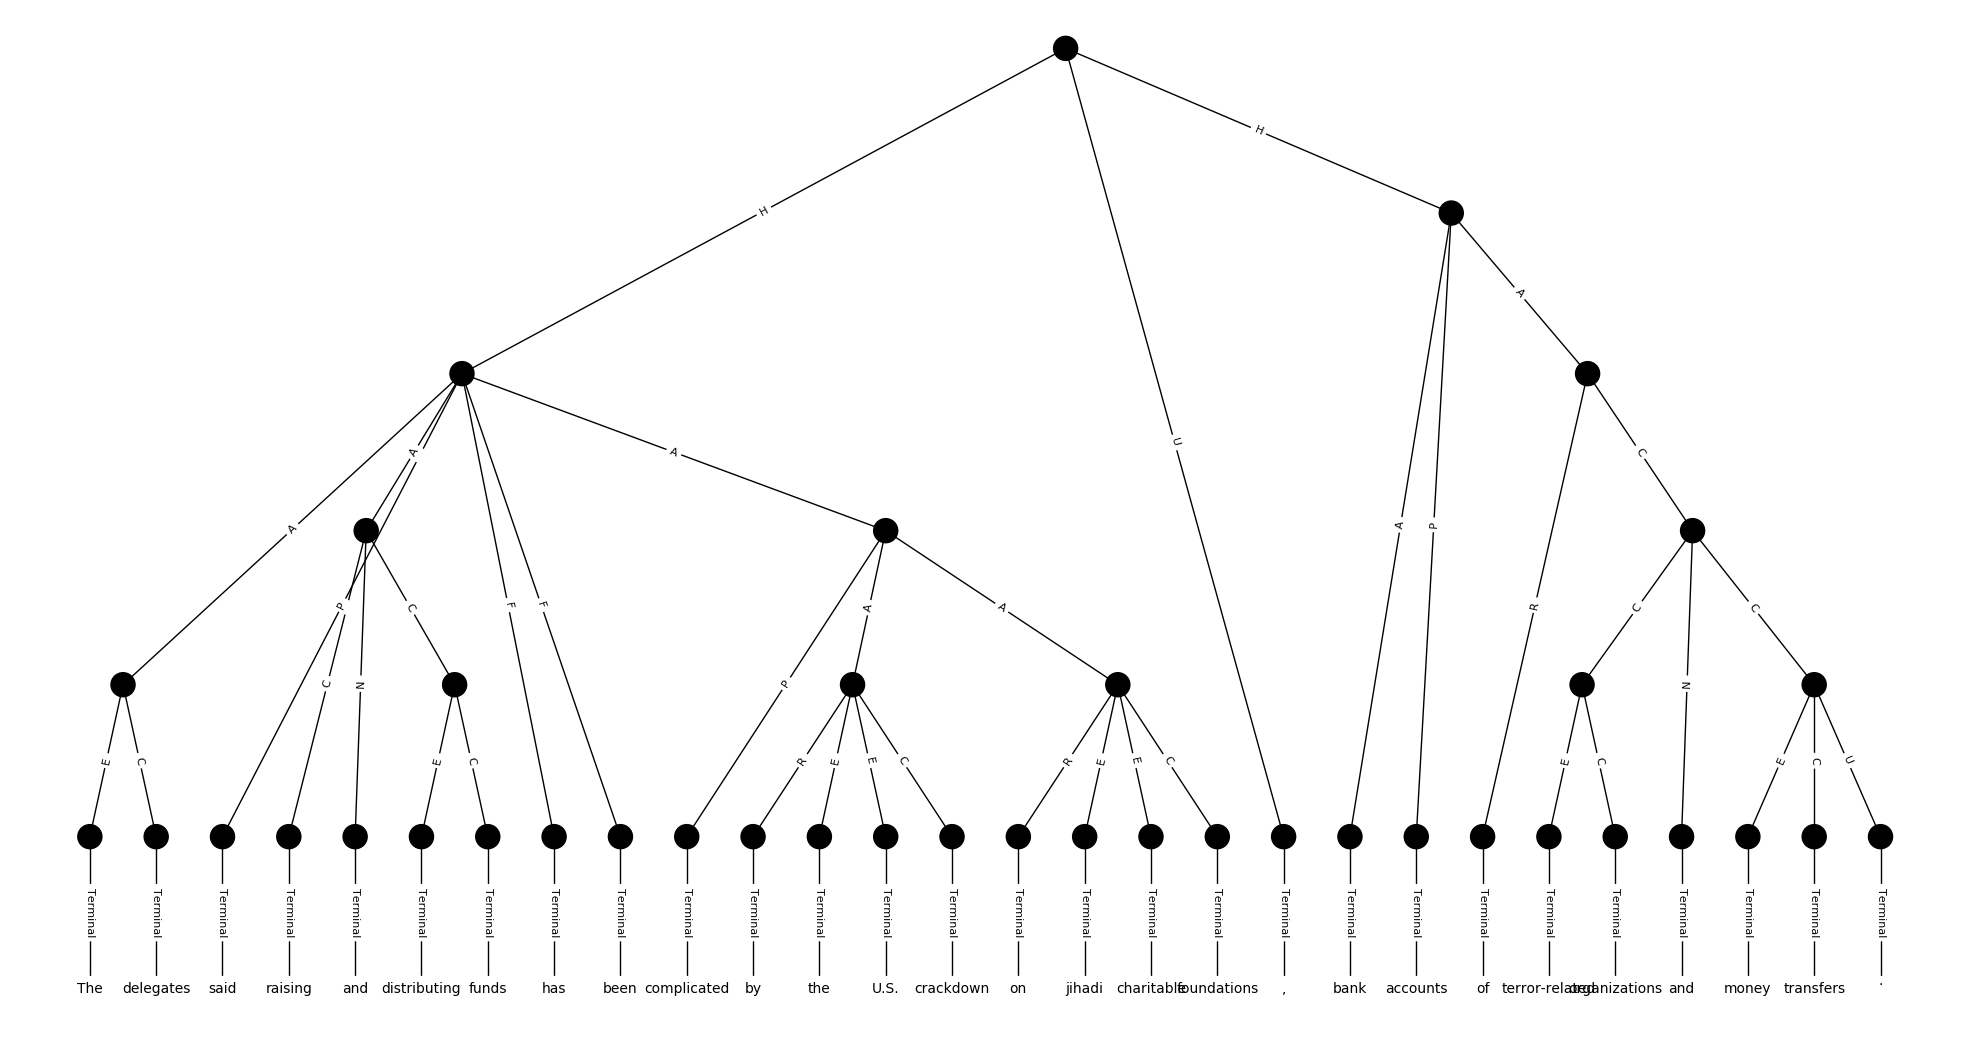 H
H
A
U
A
A
A
C
A
P
A
P
C
A
A
F
F
R
C
C
P
C
N
P
N
E
C
E
C
R
E
E
C
R
E
E
C
E
C
E
C
U
Terminal Terminal Terminal Terminal Terminal Terminal Terminal Terminal Terminal Terminal Terminal Terminal Terminal Terminal Terminal Terminal Terminal Terminal Terminal Terminal Terminal Terminal Terminal Terminal Terminal Terminal Terminal Terminal
The delegates said raising and distributing funds has been complicated by the U.S. crackdown on jihadi charitable foundations , bank accounts of terror-related organizations and money transfers .